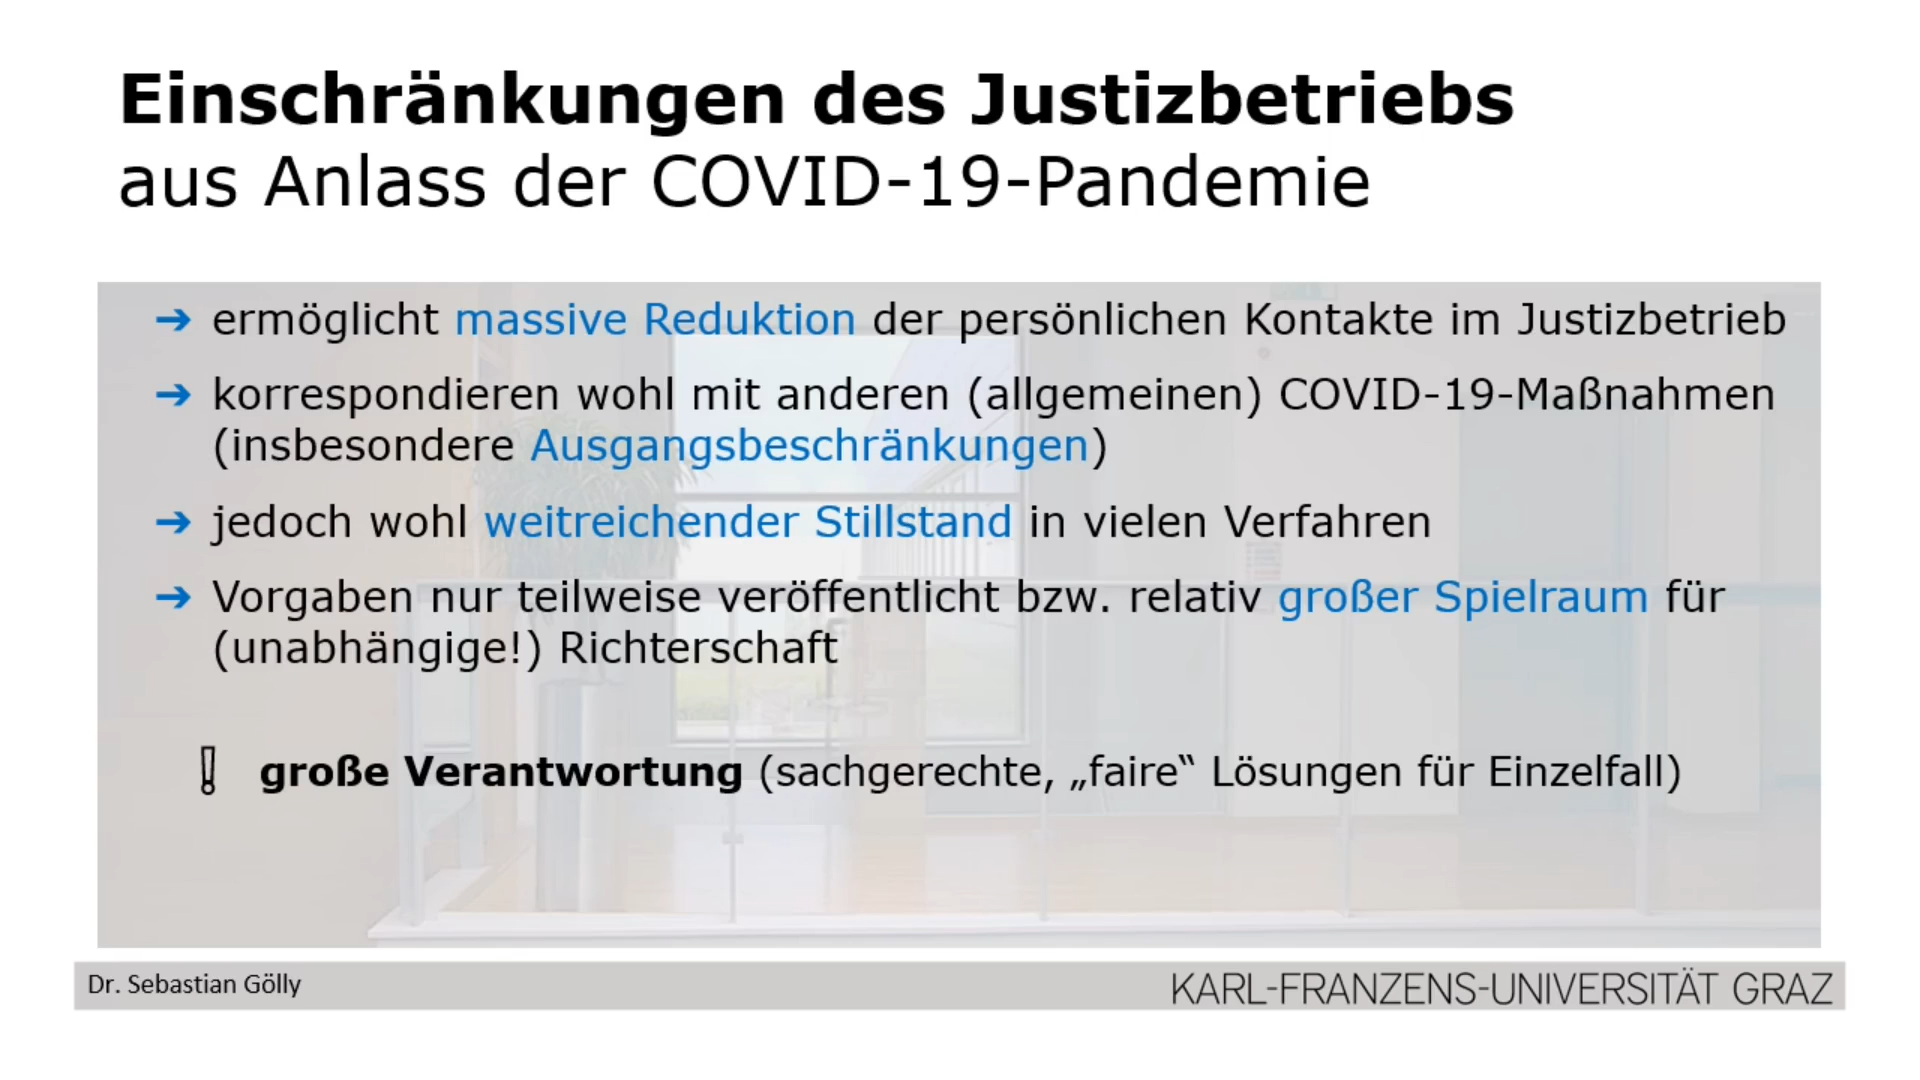 Einschränkungen des Justizbetriebs
aus Anlass der COVID-19-Pandemie
➔ ermöglicht massive Reduktion der persönlichen Kontakte im Justizbetrieb
➔ korrespondieren wohl mit anderen (allgemeinen) COVID-19-Maßnahmen
(insbesondere Ausgangsbeschränkungen)
➔ jedoch wohl weitreichender Stillstand in vielen Verfahren
➔ Vorgaben nur teilweise veröffentlicht bzw. relativ großer Spielraum für
(unabhängige!) Richterschaft
! große Verantwortung (sachgerechte, „faire“ Lösungen für Einzelfall)
Dr. Sebastian Gölly
KARL-FRANZENS-UNIVERSITÄT GRAZ